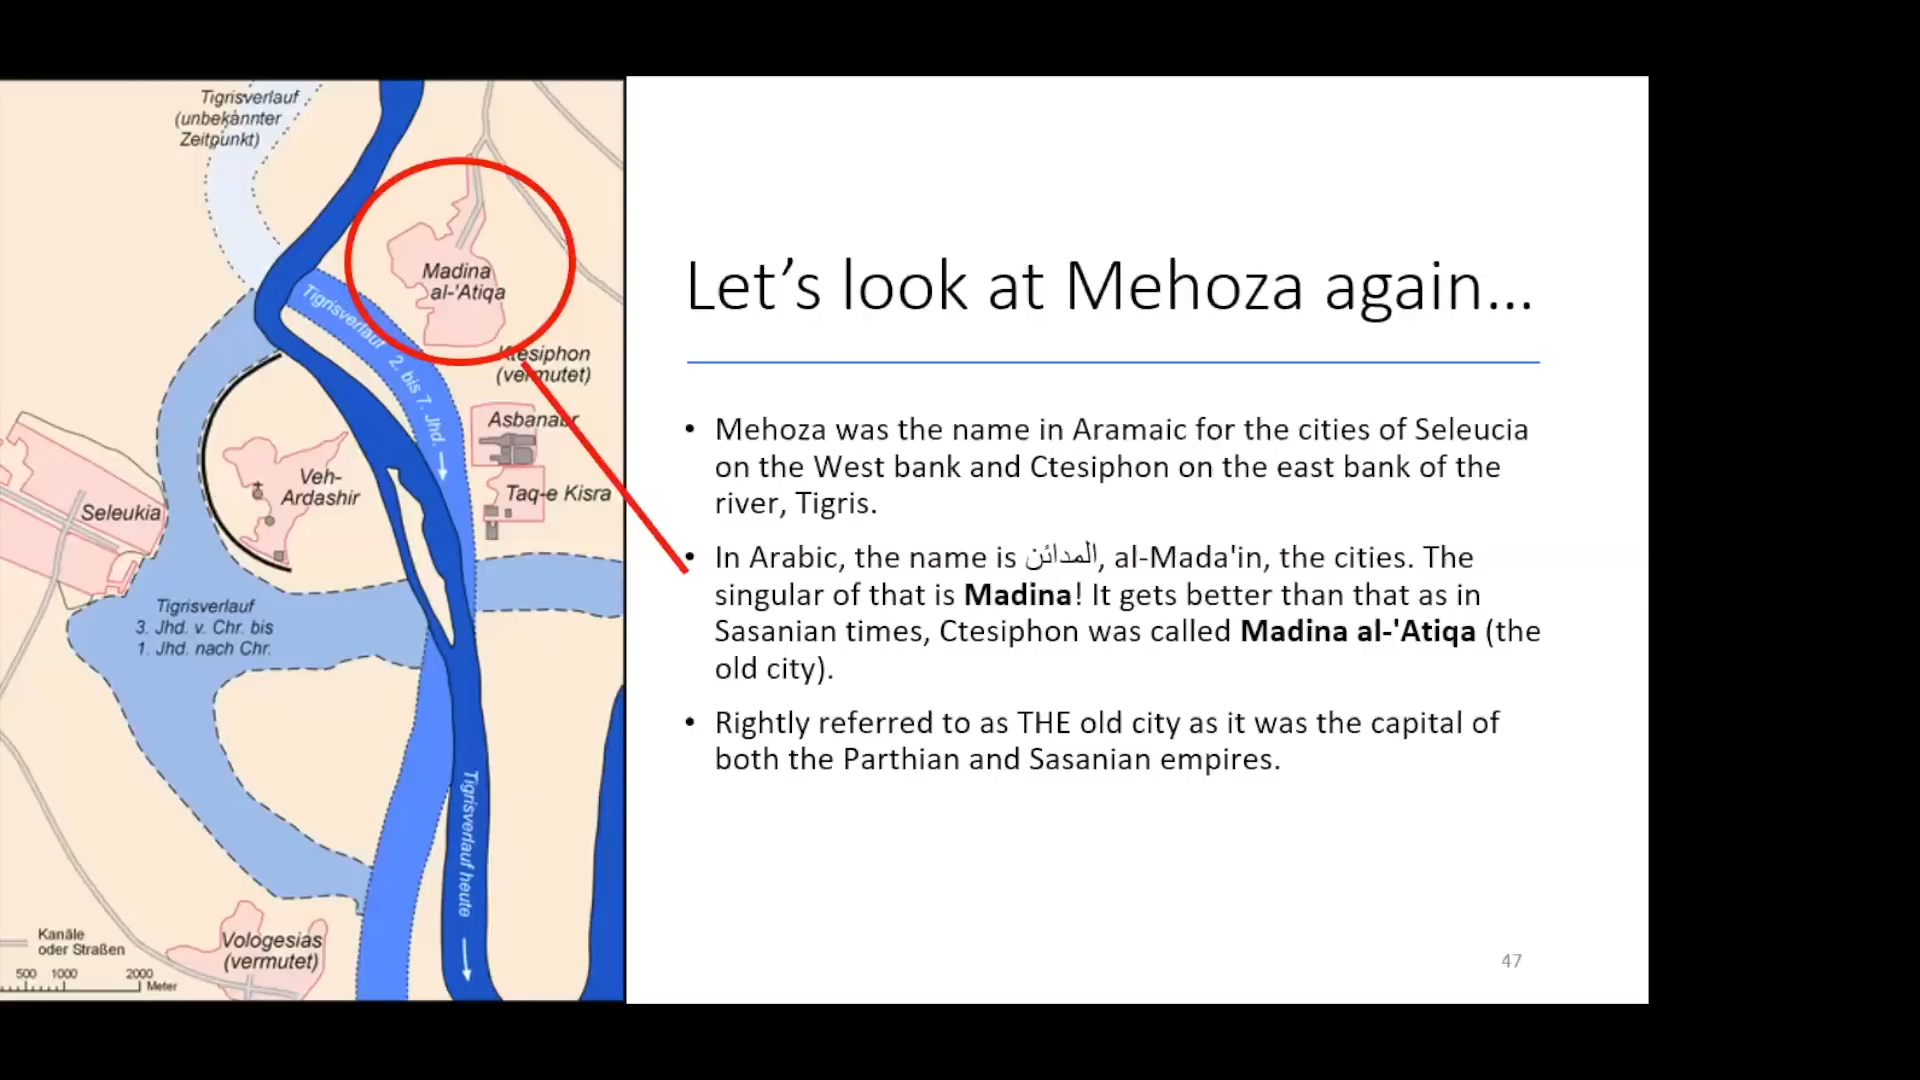 Tigrisverlauf
(unbekannter
Zeitpunkt)
Madina
al-'Atiqa
Tigrisverlauf 2. bis 7. Jhd.
Ktesiphon
(vermutet)
Asbanabr
Veh-
Ardashir
Taq-e Kisra
Seleukia
Tigrisverlauf
3. Jhd. v. Chr. bis
1. Jhd. nach Chr.
Tigrisverlauf heute
Vologesias
(vermutet)
Kanäle
oder Straßen
500 1000 2000
Meter
Let’s look at Mehoza again…
• Mehoza was the name in Aramaic for the cities of Seleucia
on the West bank and Ctesiphon on the east bank of the
river, Tigris.
• In Arabic, the name is المدائن, al-Mada'in, the cities. The
singular of that is Madina! It gets better than that as in
Sasanian times, Ctesiphon was called Madina al-'Atiqa (the
old city).
• Rightly referred to as THE old city as it was the capital of
both the Parthian and Sasanian empires.
47